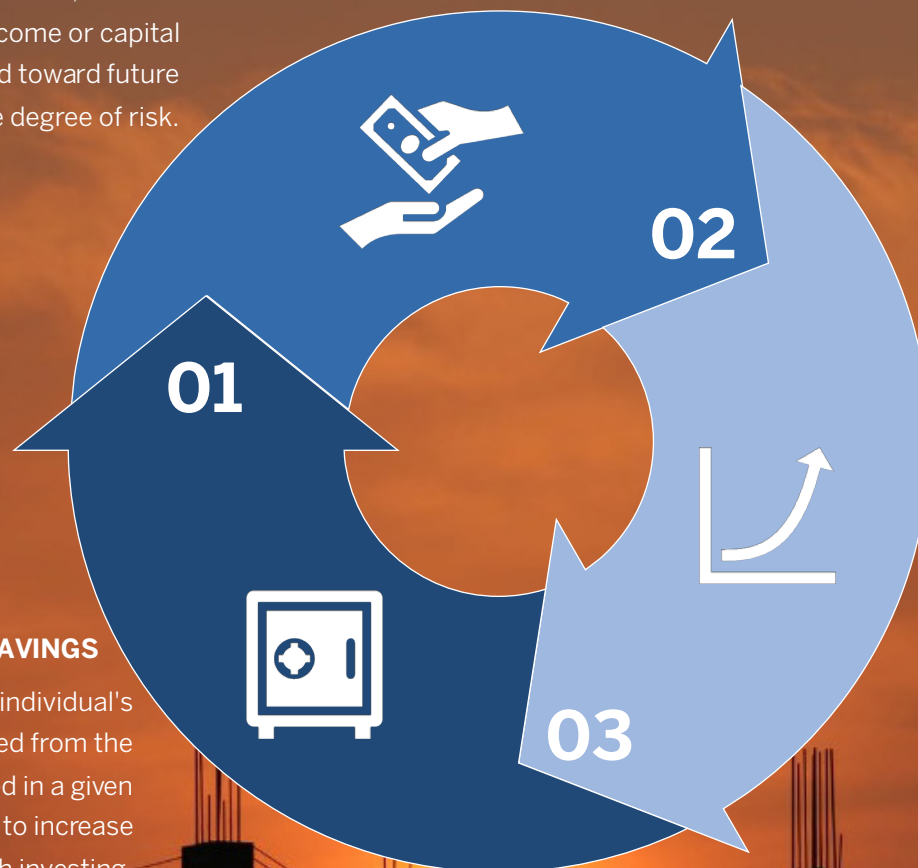 come or capital
d toward future
e degree of risk.
02
01
AVINGS
individual's
ed from the
d in a given
to increase
03
h investing.